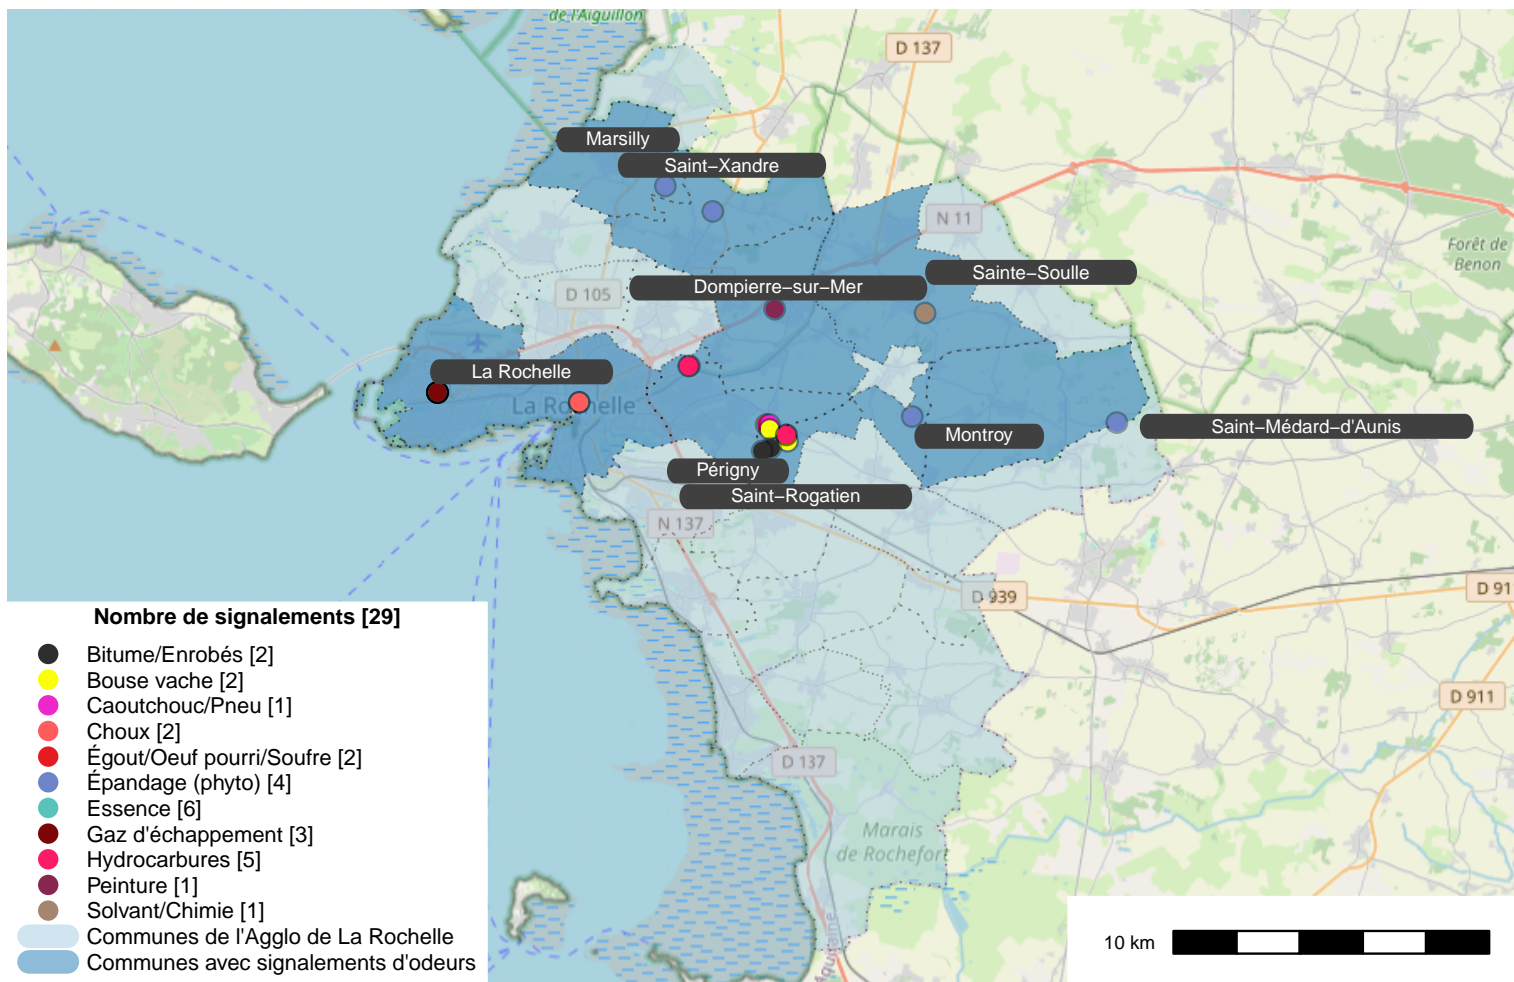 de l'Aiguillon
D 137
Marsilly
Saint−Xandre
N 11
Forêt de
Benon
Sainte−Soulle
Dompierre−sur−Mer
D 105
La Rochelle
La Rochelle
Montroy
Saint−Médard−d'Aunis
Périgny
Saint−Rogatien
N 137
D 939
D 91
D 911
D 137
Marais
de Rochefort
Aquitaine
Nombre de signalements [29]
Bitume/Enrobés [2]
Bouse vache [2]
Caoutchouc/Pneu [1]
Choux [2]
Égout/Oeuf pourri/Soufre [2]
Épandage (phyto) [4]
Essence [6]
Gaz d'échappement [3]
Hydrocarbures [5]
Peinture [1]
Solvant/Chimie [1]
Communes de l'Agglo de La Rochelle
Communes avec signalements d'odeurs
10 km